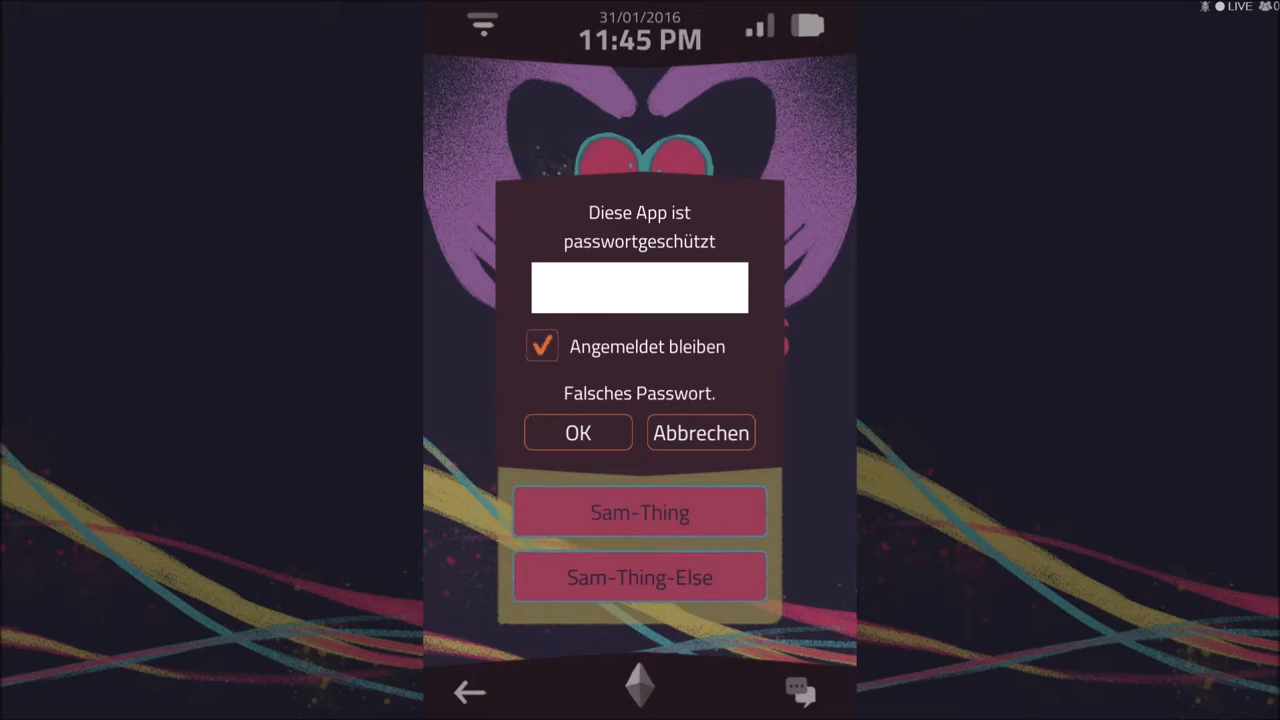 LIVE 0
31/01/2016
11:45 PM
Diese App ist
passwortgeschützt
Angemeldet bleiben
Falsches Passwort.
OK
Abbrechen
Sam-Thing
Sam-Thing-Else